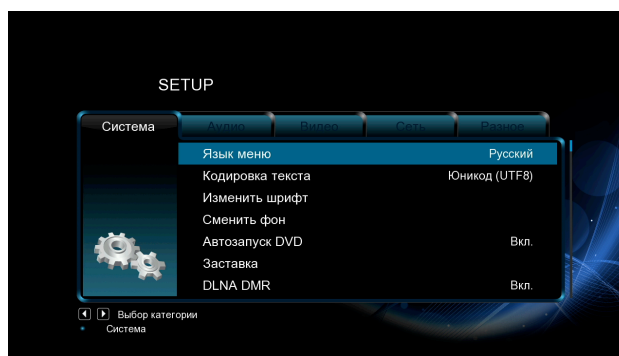 SETUP
Система Аудио Видео Сеть Разное
Язык меню Русский
Кодировка текста Юникод (UTF8)
Изменить шрифт
Сменить фон
Автозапуск DVD Вкл.
Заставка
DLNA DMR Вкл.
Выбор категории
Система